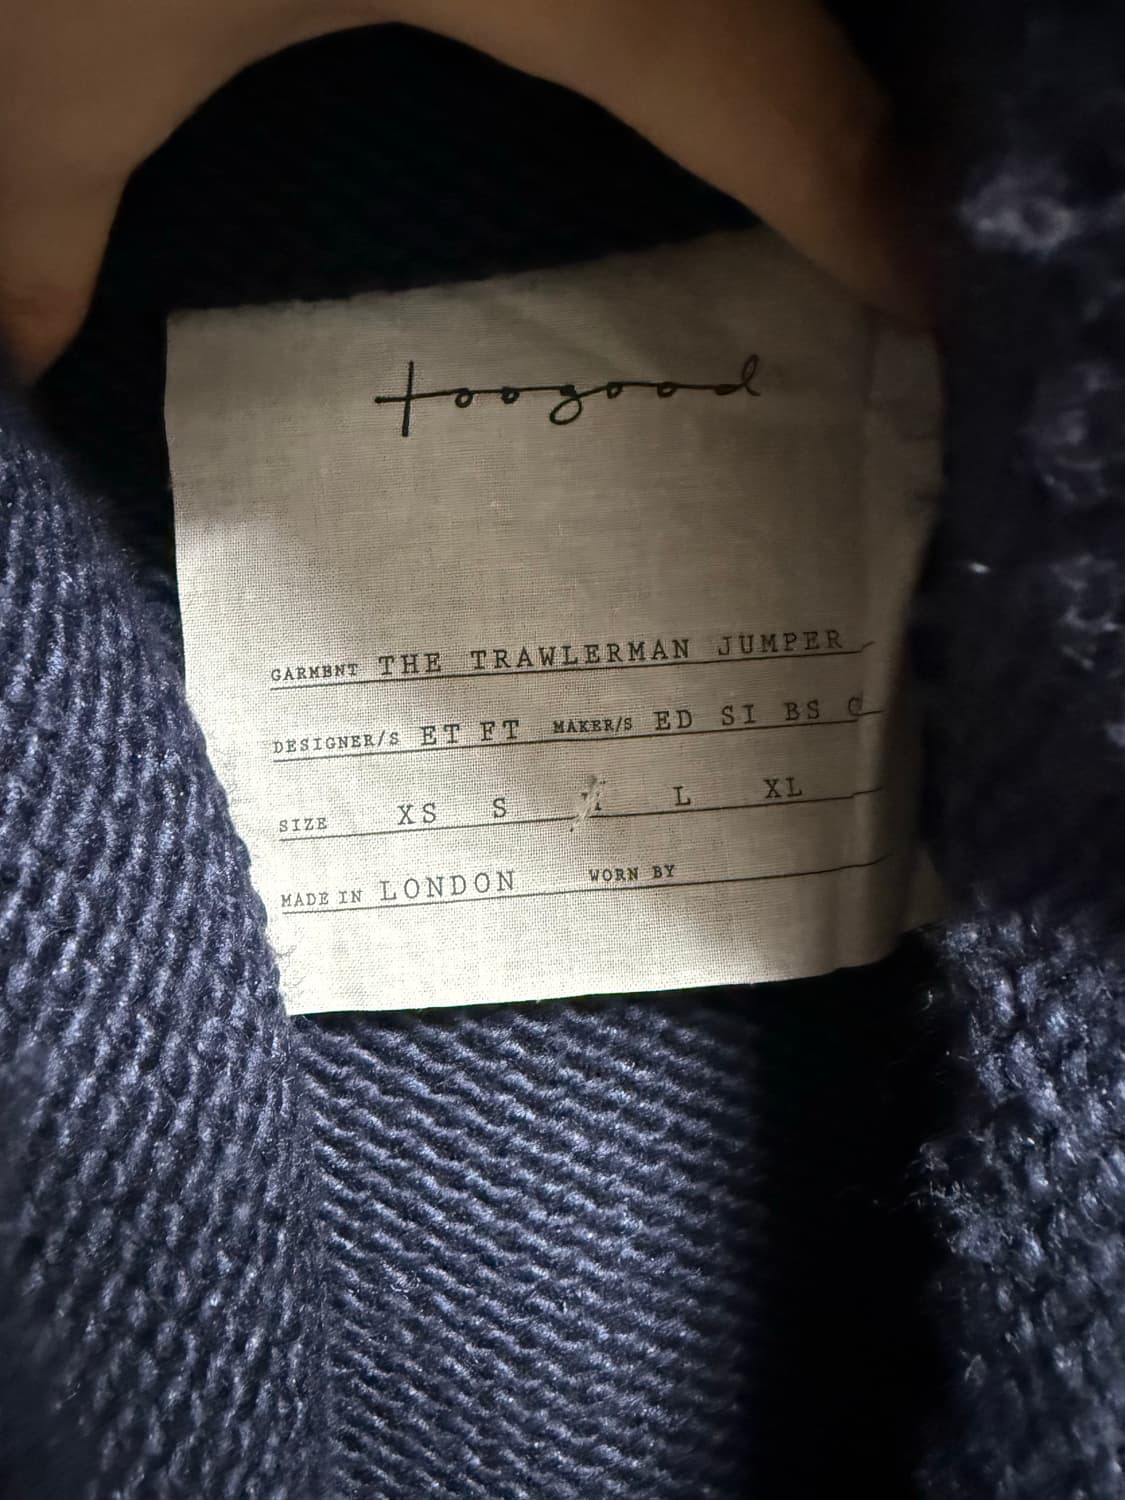 toogood
GARMENT THE TRAWLERMAN JUMPER
DESIGNER/S ET FT MAKER/S ED SI BS
SIZE XS S M L XL
MADE IN LONDON WORN BY